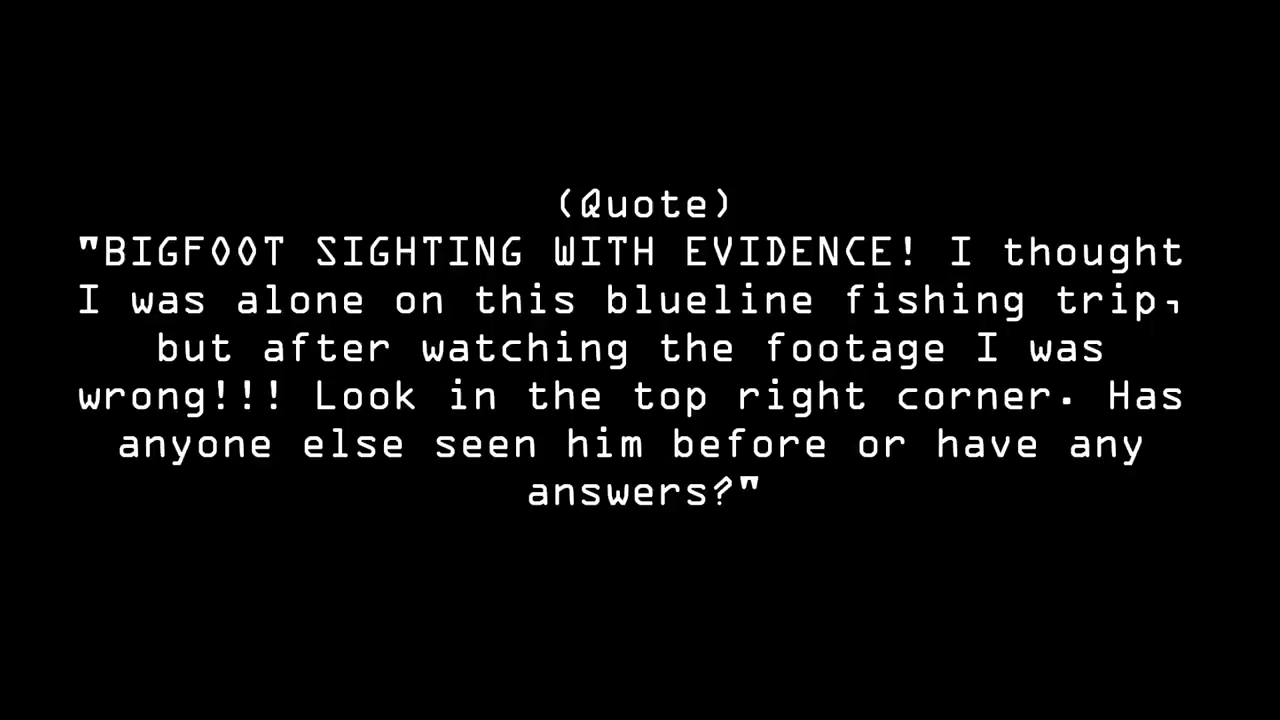 (Quote)
"BIGFOOT SIGHTING WITH EVIDENCE! I thought
I was alone on this blueline fishing trip,
but after watching the footage I was
wrong!!! Look in the top right corner. Has
anyone else seen him before or have any
answers?"